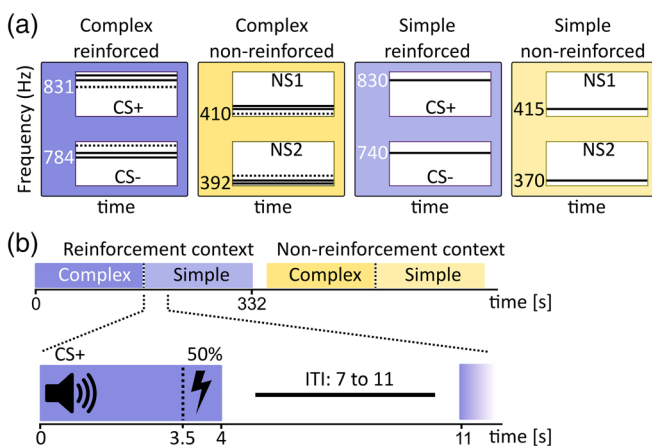 (a)
Complex reinforced
Complex non-reinforced
Simple reinforced
Simple non-reinforced
Frequency (Hz)
831
CS+
784
CS-
time
410
NS1
392
NS2
time
830
CS+
740
CS-
time
415
NS1
370
NS2
time
(b)
Reinforcement context
Non-reinforcement context
Complex
Simple
Complex
Simple
0
332
time [s]
CS+
50%
ITI: 7 to 11
0
3.5
4
11
time [s]